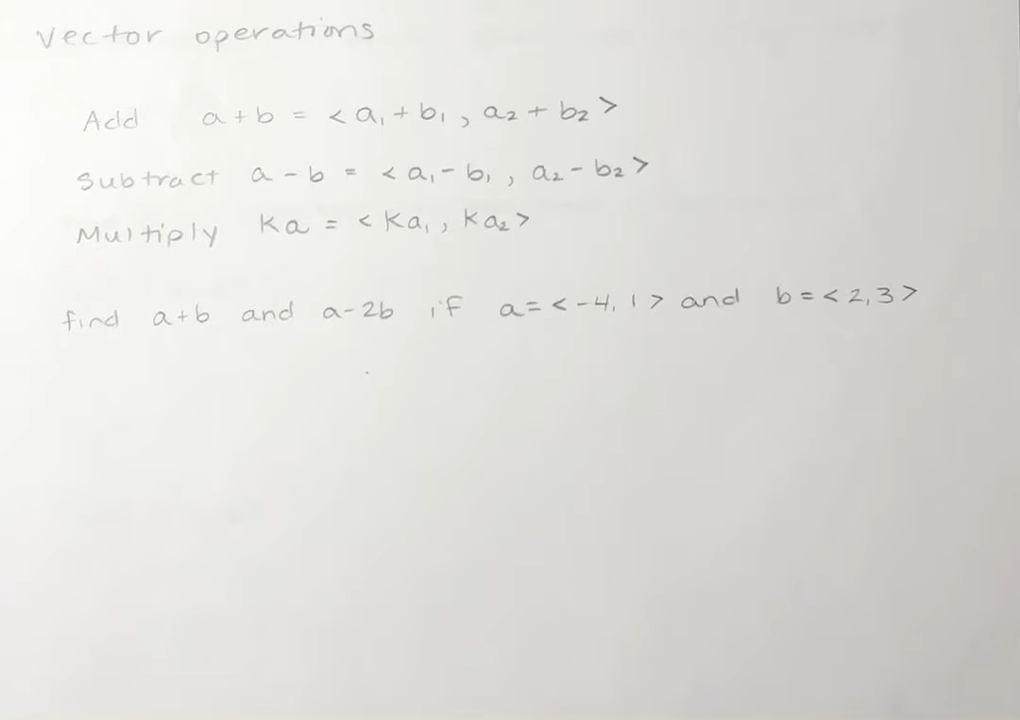 Vector operations
Add a + b = < a₁ + b₁ , a₂ + b₂ >
Subtract a - b = < a₁ - b₁ , a₂ - b₂ >
Multiply Ka = < Ka₁ , Ka₂ >
find a+b and a-2b if a = < -4, 1 > and b = < 2, 3 >